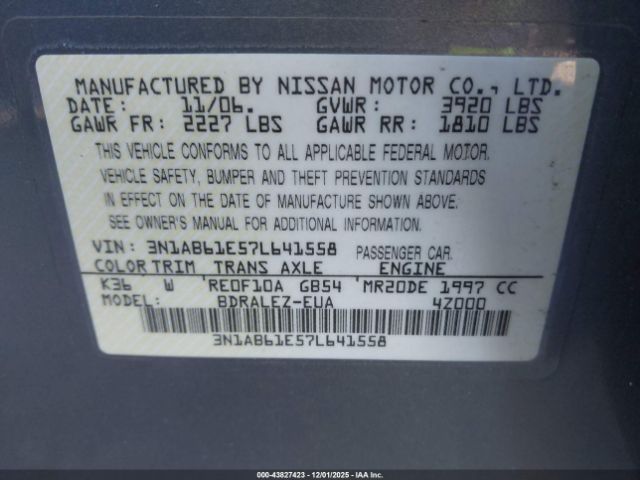 MANUFACTURED BY NISSAN MOTOR CO., LTD.
DATE: 11/06. GVWR: 3920 LBS
GAWR FR: 2227 LBS GAWR RR: 1810 LBS
THIS VEHICLE CONFORMS TO ALL APPLICABLE FEDERAL MOTOR.
VEHICLE SAFETY, BUMPER AND THEFT PREVENTION STANDARDS
IN EFFECT ON THE DATE OF MANUFACTURE SHOWN ABOVE.
SEE OWNER'S MANUAL FOR ADDITIONAL INFORMATION.
VIN: 3N1AB61E57L641558 PASSENGER CAR.
COLOR TRIM TRANS AXLE ENGINE
K36 W RE0F10A GB54 MR20DE 1997 CC
MODEL: BDRALEZ-EUA 4Z000
3N1AB61E57L641558
000-43827423 - 12/01/2025 - IAA Inc.